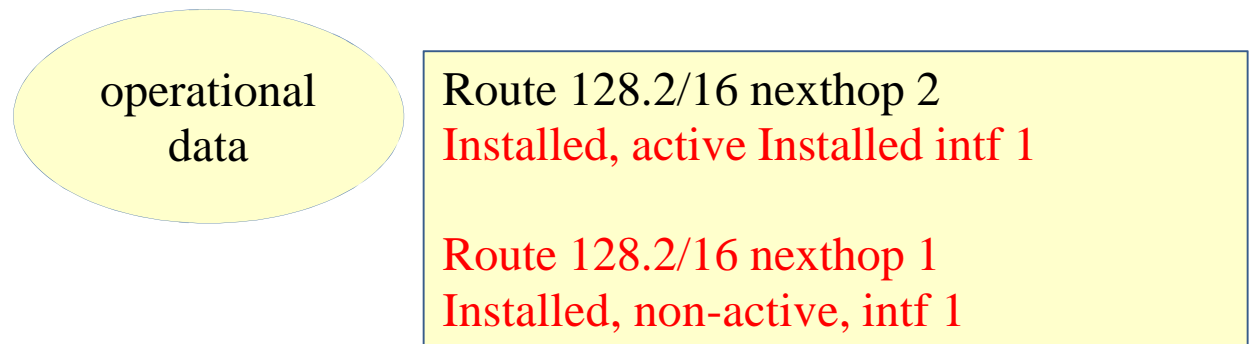 operational
data
Route 128.2/16 nexthop 2
Installed, active Installed intf 1
Route 128.2/16 nexthop 1
Installed, non-active, intf 1